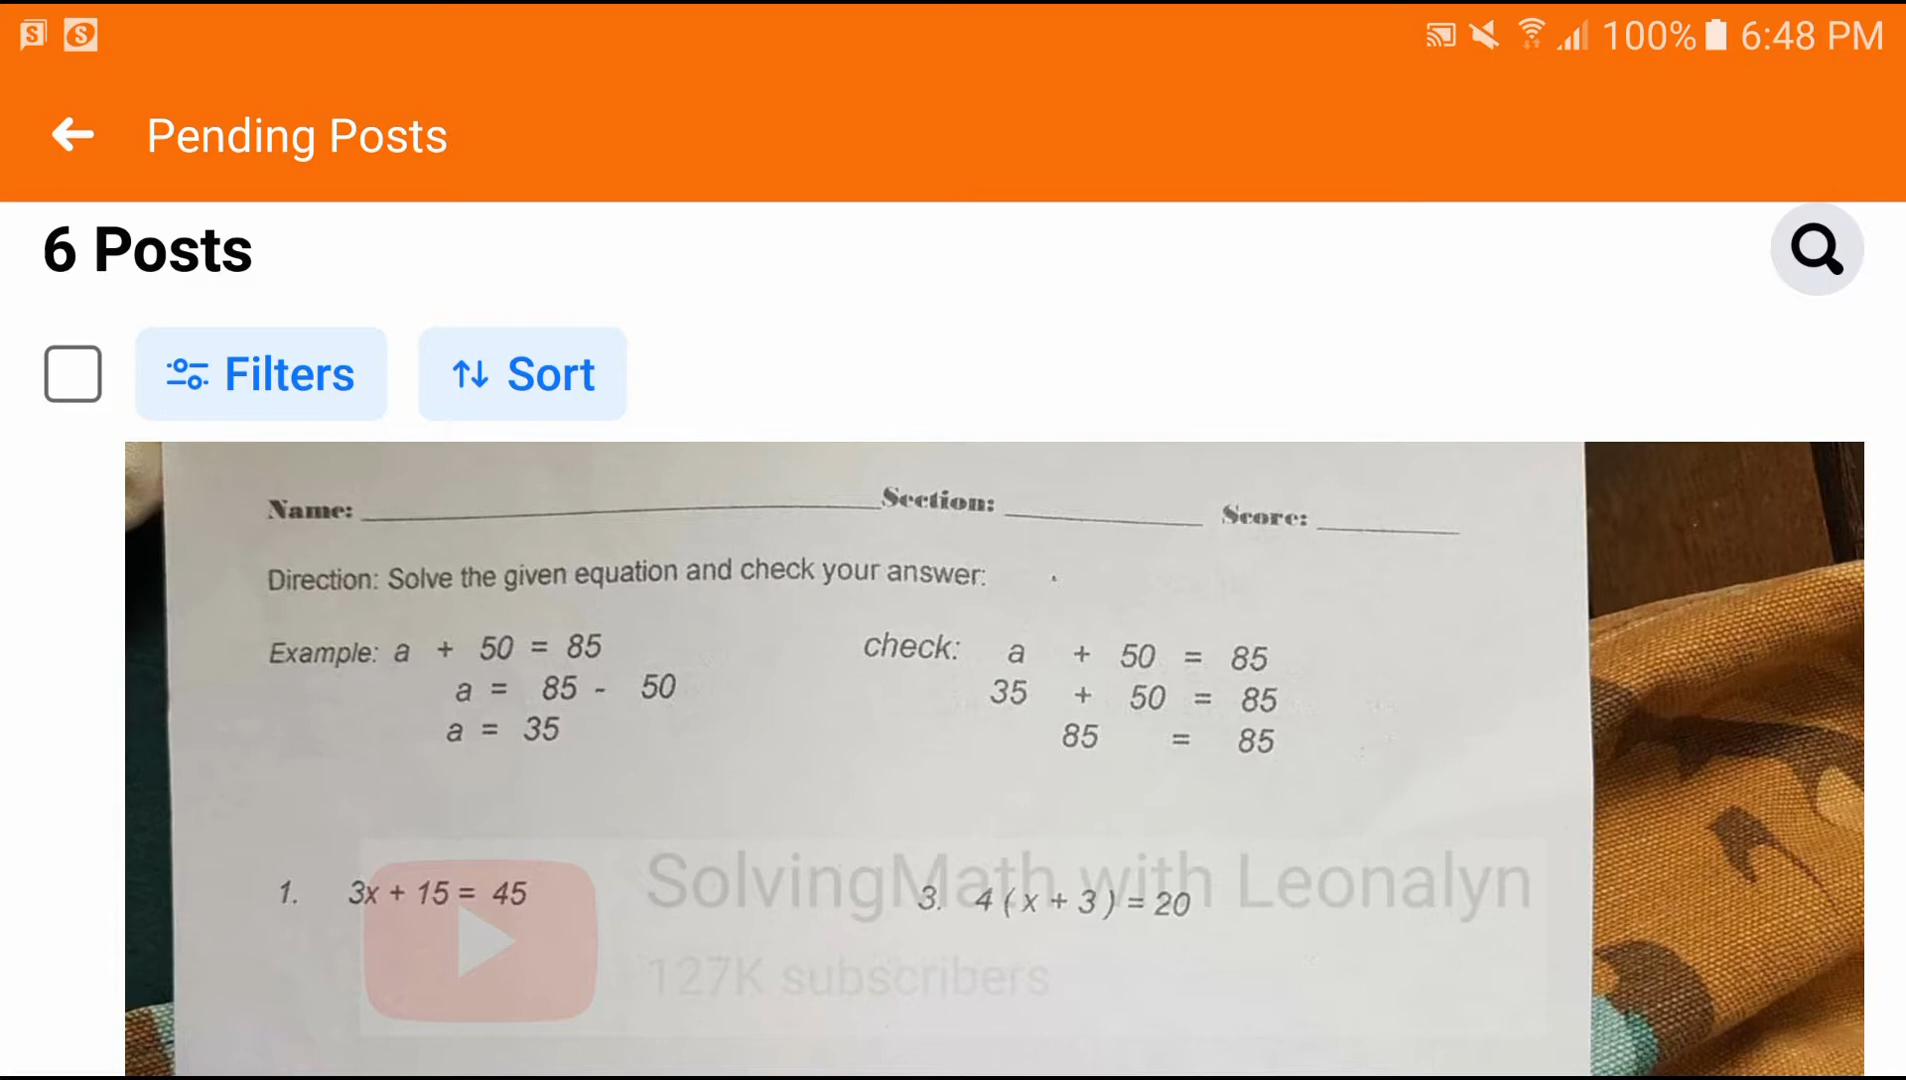 100% 6:48 PM
Pending Posts
6 Posts
Filters Sort
Name: Section: Score:
Direction: Solve the given equation and check your answer:
Example: a + 50 = 85 check: a + 50 = 85
a = 85 - 50 35 + 50 = 85
a = 35 85 = 85
SolvingMath with Leonalyn
1. 3x + 15 = 45 3. 4 ( x + 3 ) = 20
127K subscribers